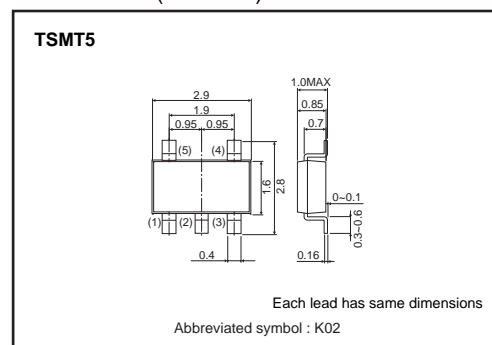 TSMT5
1.0MAX
2.9
0.85
1.9
0.7
0.95 0.95
(5) (4)
1.6
2.8
0~0.1
(1) (2) (3)
0.3~0.6
0.4
0.16
Each lead has same dimensions
Abbreviated symbol : K02